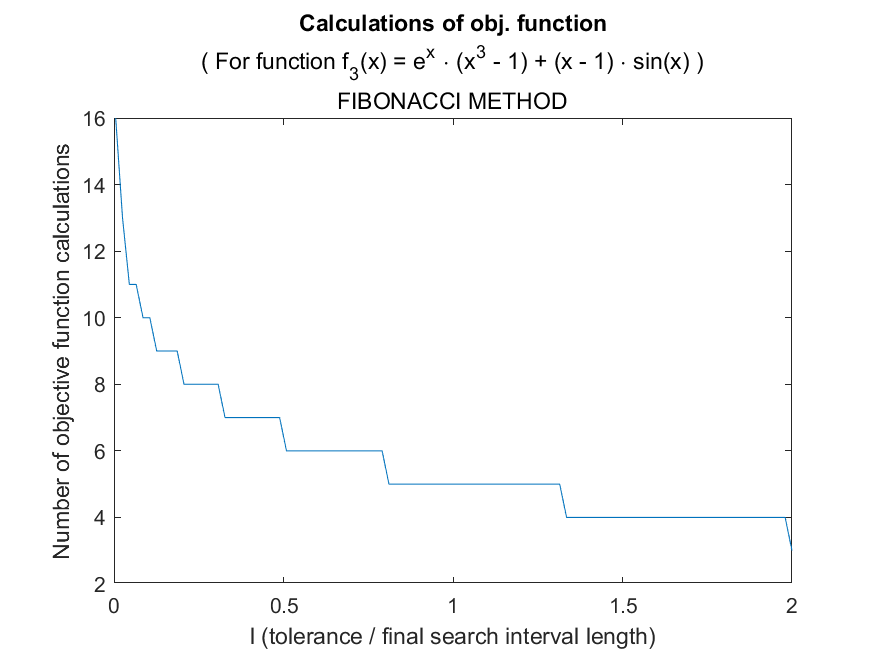 Calculations of obj. function
( For function f₃(x) = eˣ · (x³ - 1) + (x - 1) · sin(x) )
FIBONACCI METHOD
16
14
12
10
8
6
4
2
Number of objective function calculations
0 0.5 1 1.5 2
l (tolerance / final search interval length)